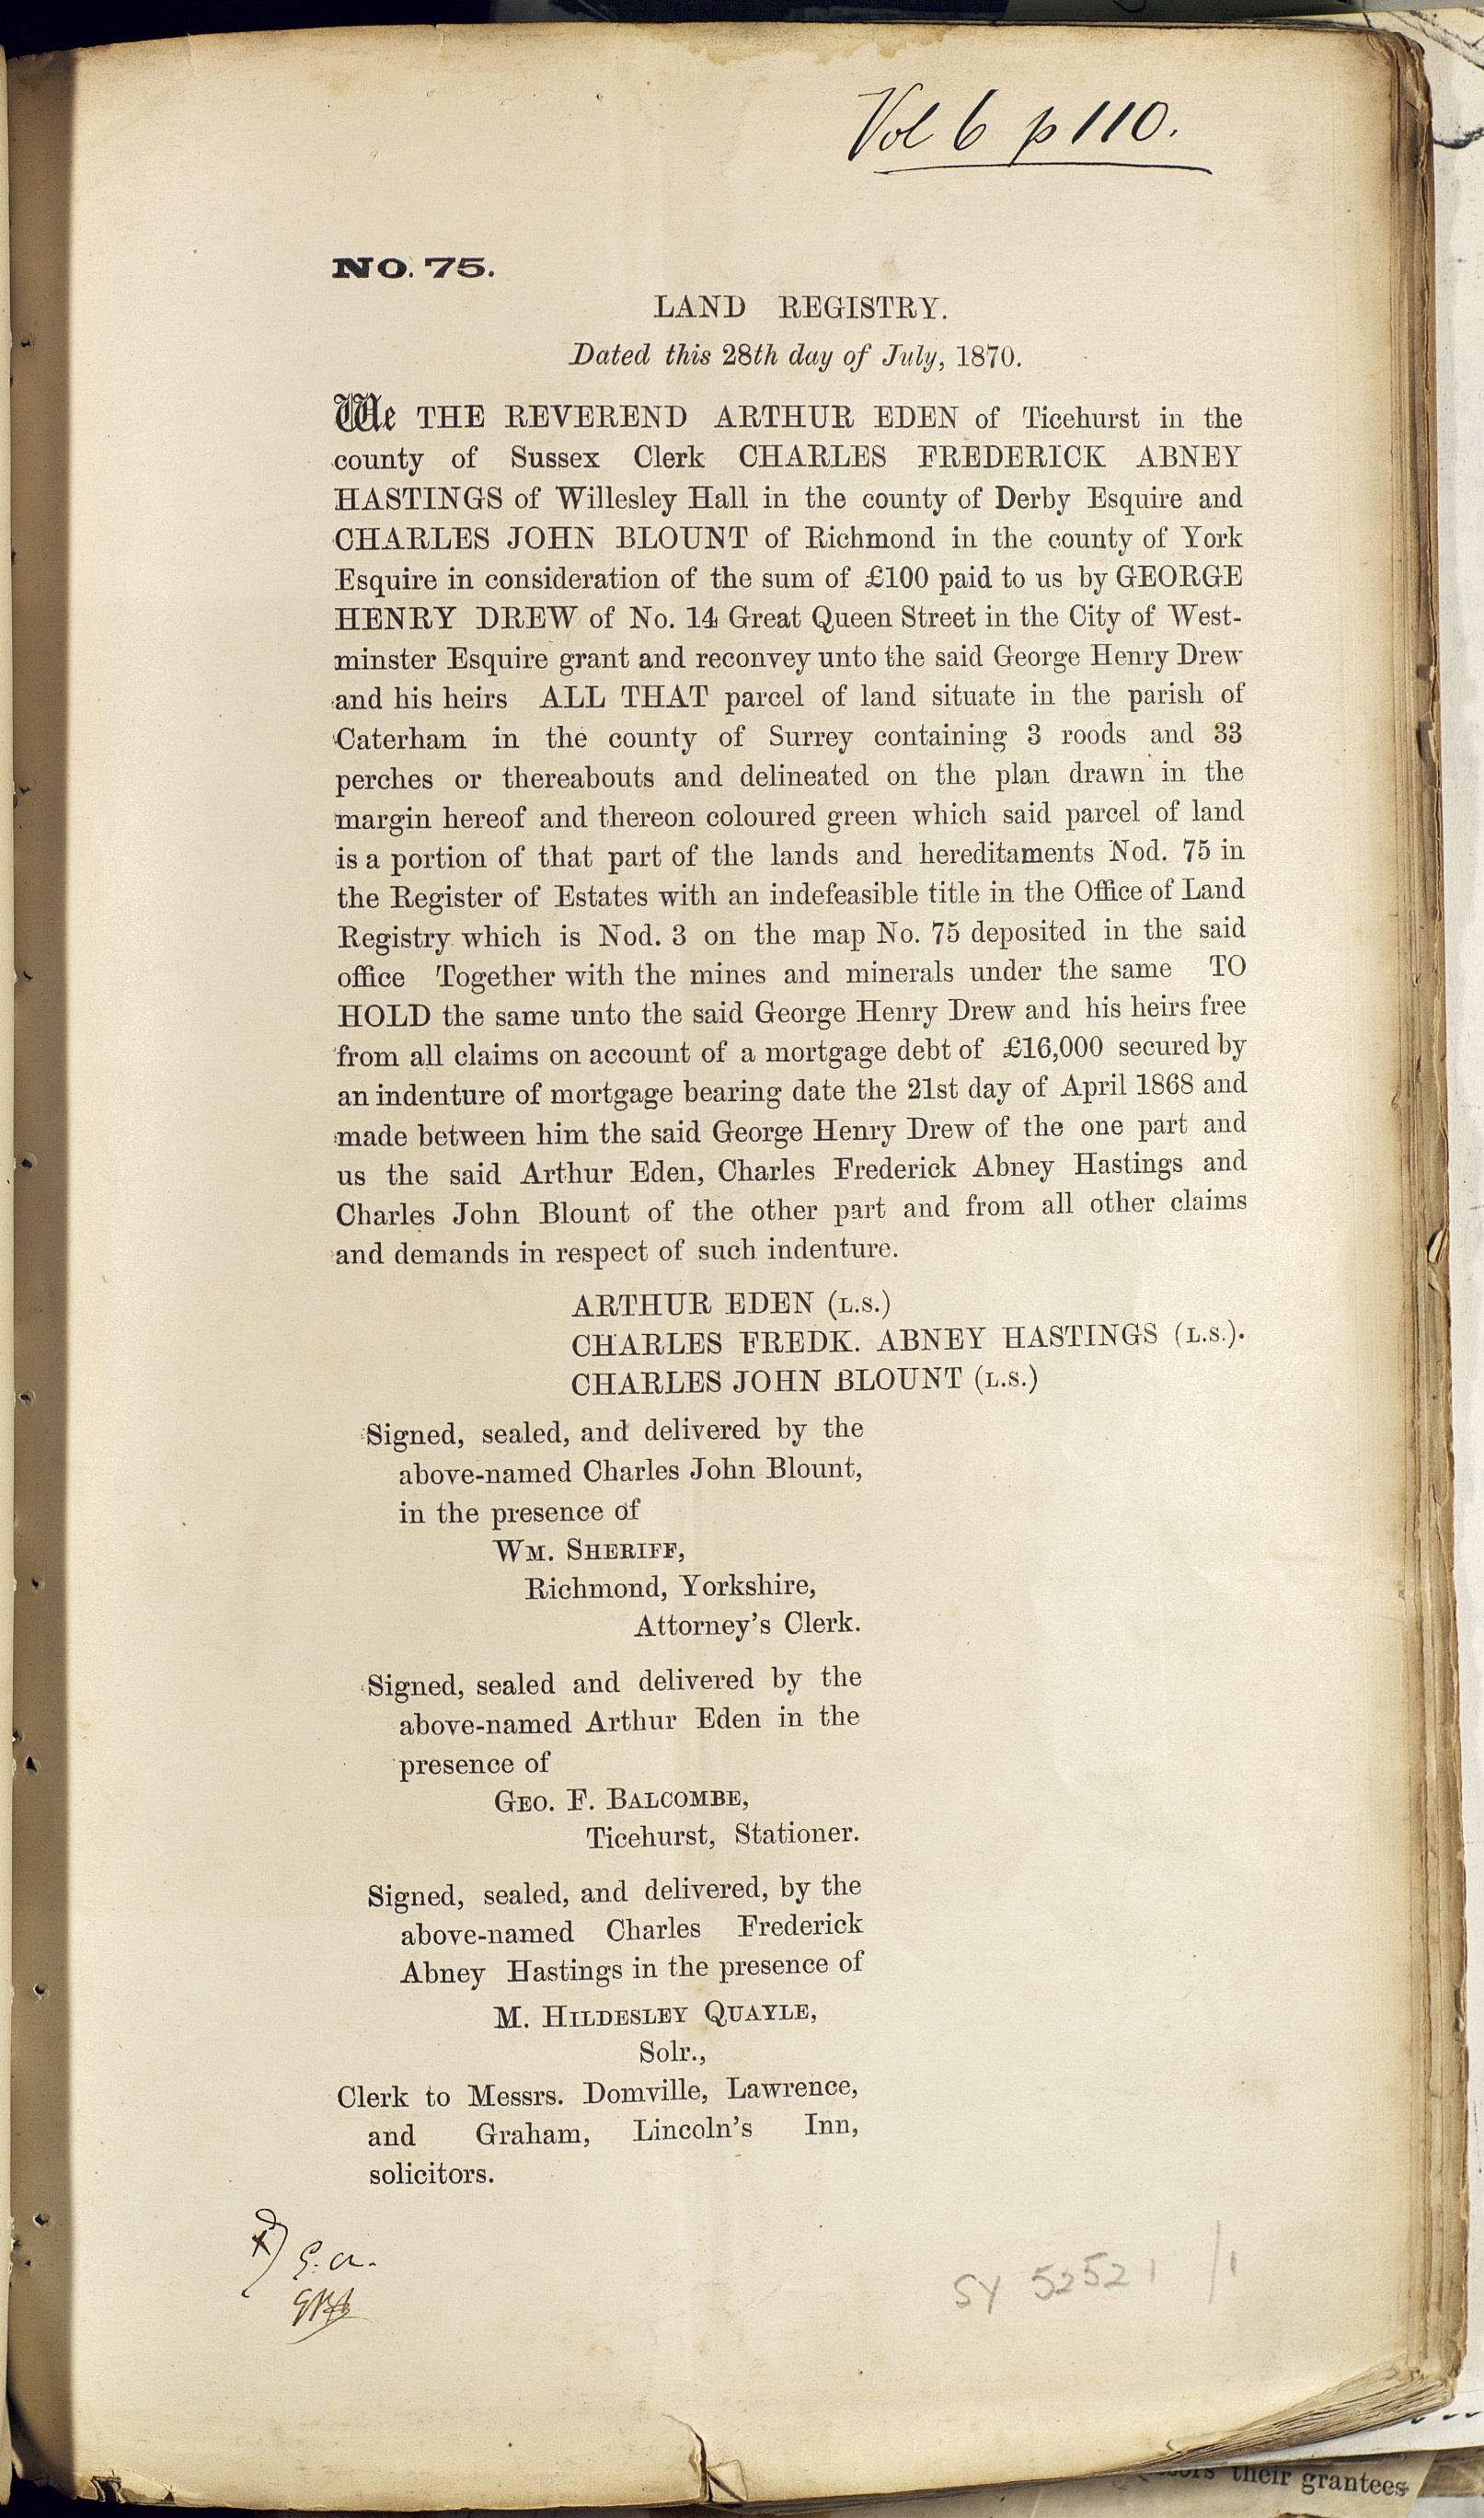 Vol 6 p 110.
NO. 75.
LAND REGISTRY.
Dated this 28th day of July, 1870.
We THE REVEREND ARTHUR EDEN of Ticehurst in the
county of Sussex Clerk CHARLES FREDERICK ABNEY
HASTINGS of Willesley Hall in the county of Derby Esquire and
CHARLES JOHN BLOUNT of Richmond in the county of York
Esquire in consideration of the sum of £100 paid to us by GEORGE
HENRY DREW of No. 14 Great Queen Street in the City of West-
minster Esquire grant and reconvey unto the said George Henry Drew
and his heirs ALL THAT parcel of land situate in the parish of
Caterham in the county of Surrey containing 3 roods and 33
perches or thereabouts and delineated on the plan drawn in the
margin hereof and thereon coloured green which said parcel of land
is a portion of that part of the lands and hereditaments Nod. 75 in
the Register of Estates with an indefeasible title in the Office of Land
Registry which is Nod. 3 on the map No. 75 deposited in the said
office Together with the mines and minerals under the same TO
HOLD the same unto the said George Henry Drew and his heirs free
from all claims on account of a mortgage debt of £16,000 secured by
an indenture of mortgage bearing date the 21st day of April 1868 and
made between him the said George Henry Drew of the one part and
us the said Arthur Eden, Charles Frederick Abney Hastings and
Charles John Blount of the other part and from all other claims
and demands in respect of such indenture.
ARTHUR EDEN (L.S.)
CHARLES FREDK. ABNEY HASTINGS (L.S.).
CHARLES JOHN BLOUNT (L.S.)
Signed, sealed, and delivered by the
above-named Charles John Blount,
in the presence of
WM. SHERIFF,
Richmond, Yorkshire,
Attorney's Clerk.
Signed, sealed and delivered by the
above-named Arthur Eden in the
presence of
GEO. F. BALCOMBE,
Ticehurst, Stationer.
Signed, sealed, and delivered, by the
above-named Charles Frederick
Abney Hastings in the presence of
M. HILDESLEY QUAYLE,
Solr.,
Clerk to Messrs. Domville, Lawrence,
and Graham, Lincoln's Inn,
solicitors.
SY 52521 /1
their grantees